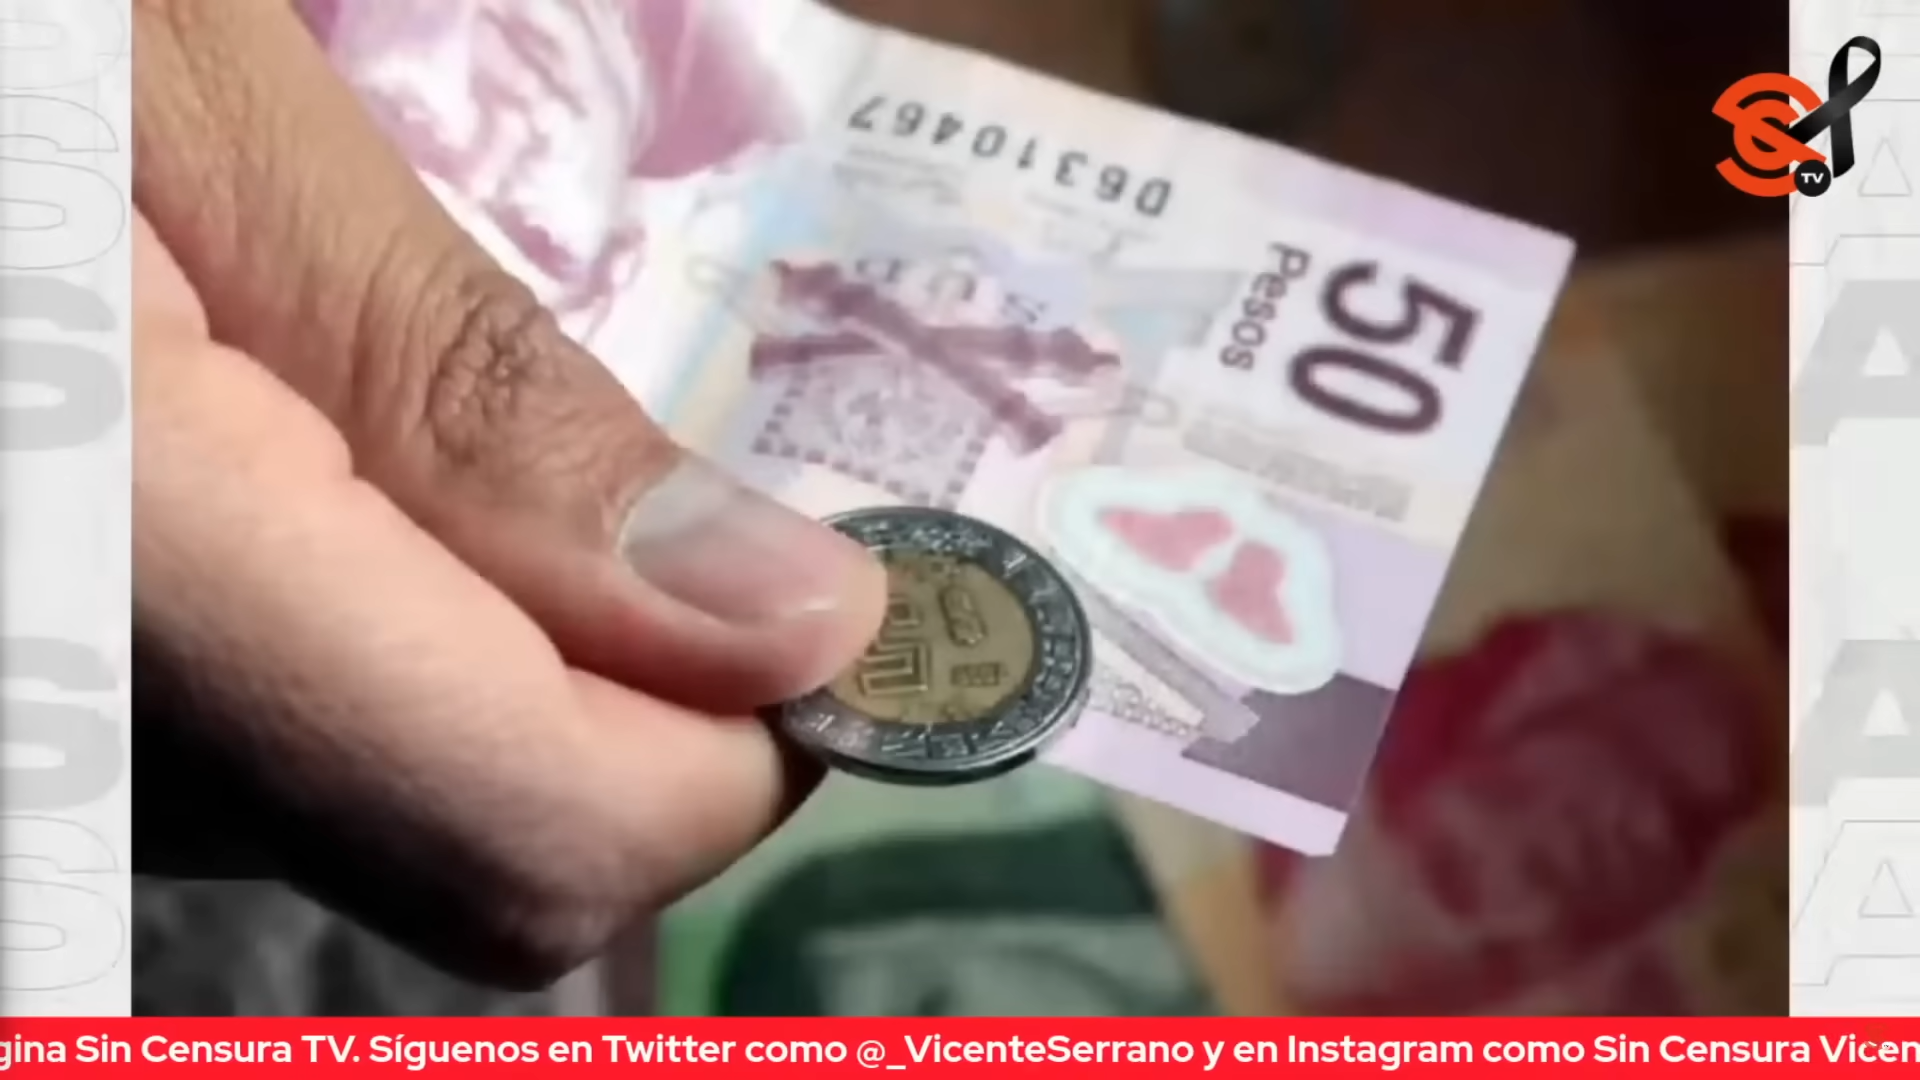 TV
D6310467
50
Pesos
$5
gina Sin Censura TV. Síguenos en Twitter como @_VicenteSerrano y en Instagram como Sin Censura Vicen